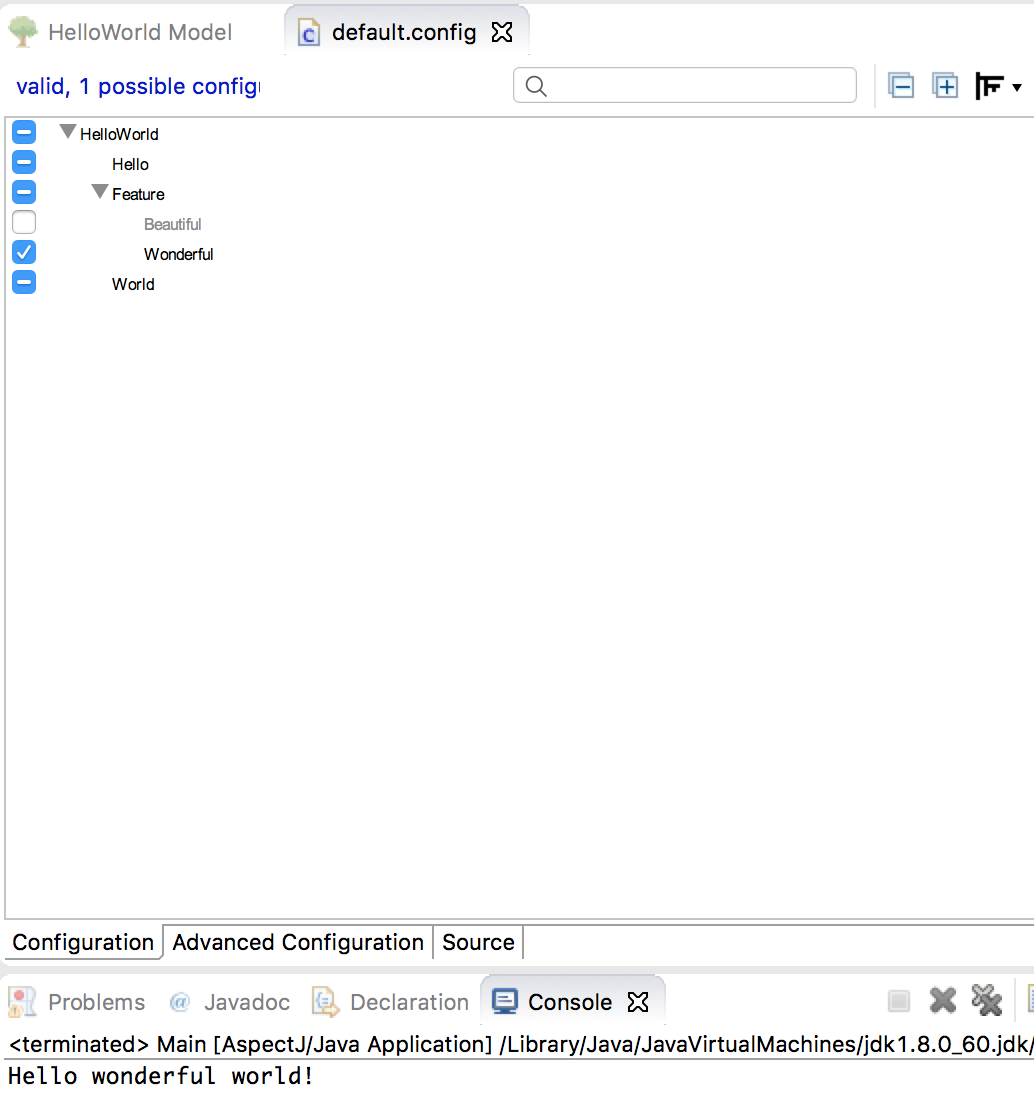 HelloWorld Model
default.config
valid, 1 possible config
HelloWorld
Hello
Feature
Beautiful
Wonderful
World
Configuration
Advanced Configuration
Source
Problems
@ Javadoc
Declaration
Console
<terminated> Main [AspectJ/Java Application] /Library/Java/JavaVirtualMachines/jdk1.8.0_60.jdk/
Hello wonderful world!